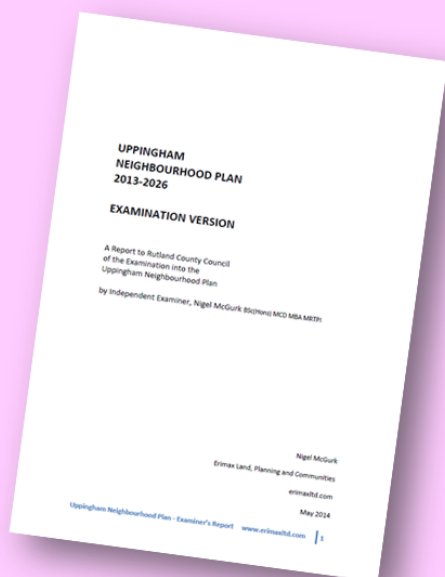 UPPINGHAM
NEIGHBOURHOOD PLAN
2013-2026
EXAMINATION VERSION
A Report to Rutland County Council
of the Examination into the
Uppingham Neighbourhood Plan
by Independent Examiner, Nigel McGurk BSc(Hons) MCD MBA MRTPI
Nigel McGurk
Erimax Land, Planning and Communities
erimaxltd.com
May 2014
Uppingham Neighbourhood Plan - Examiner's Report www.erimaxltd.com 1